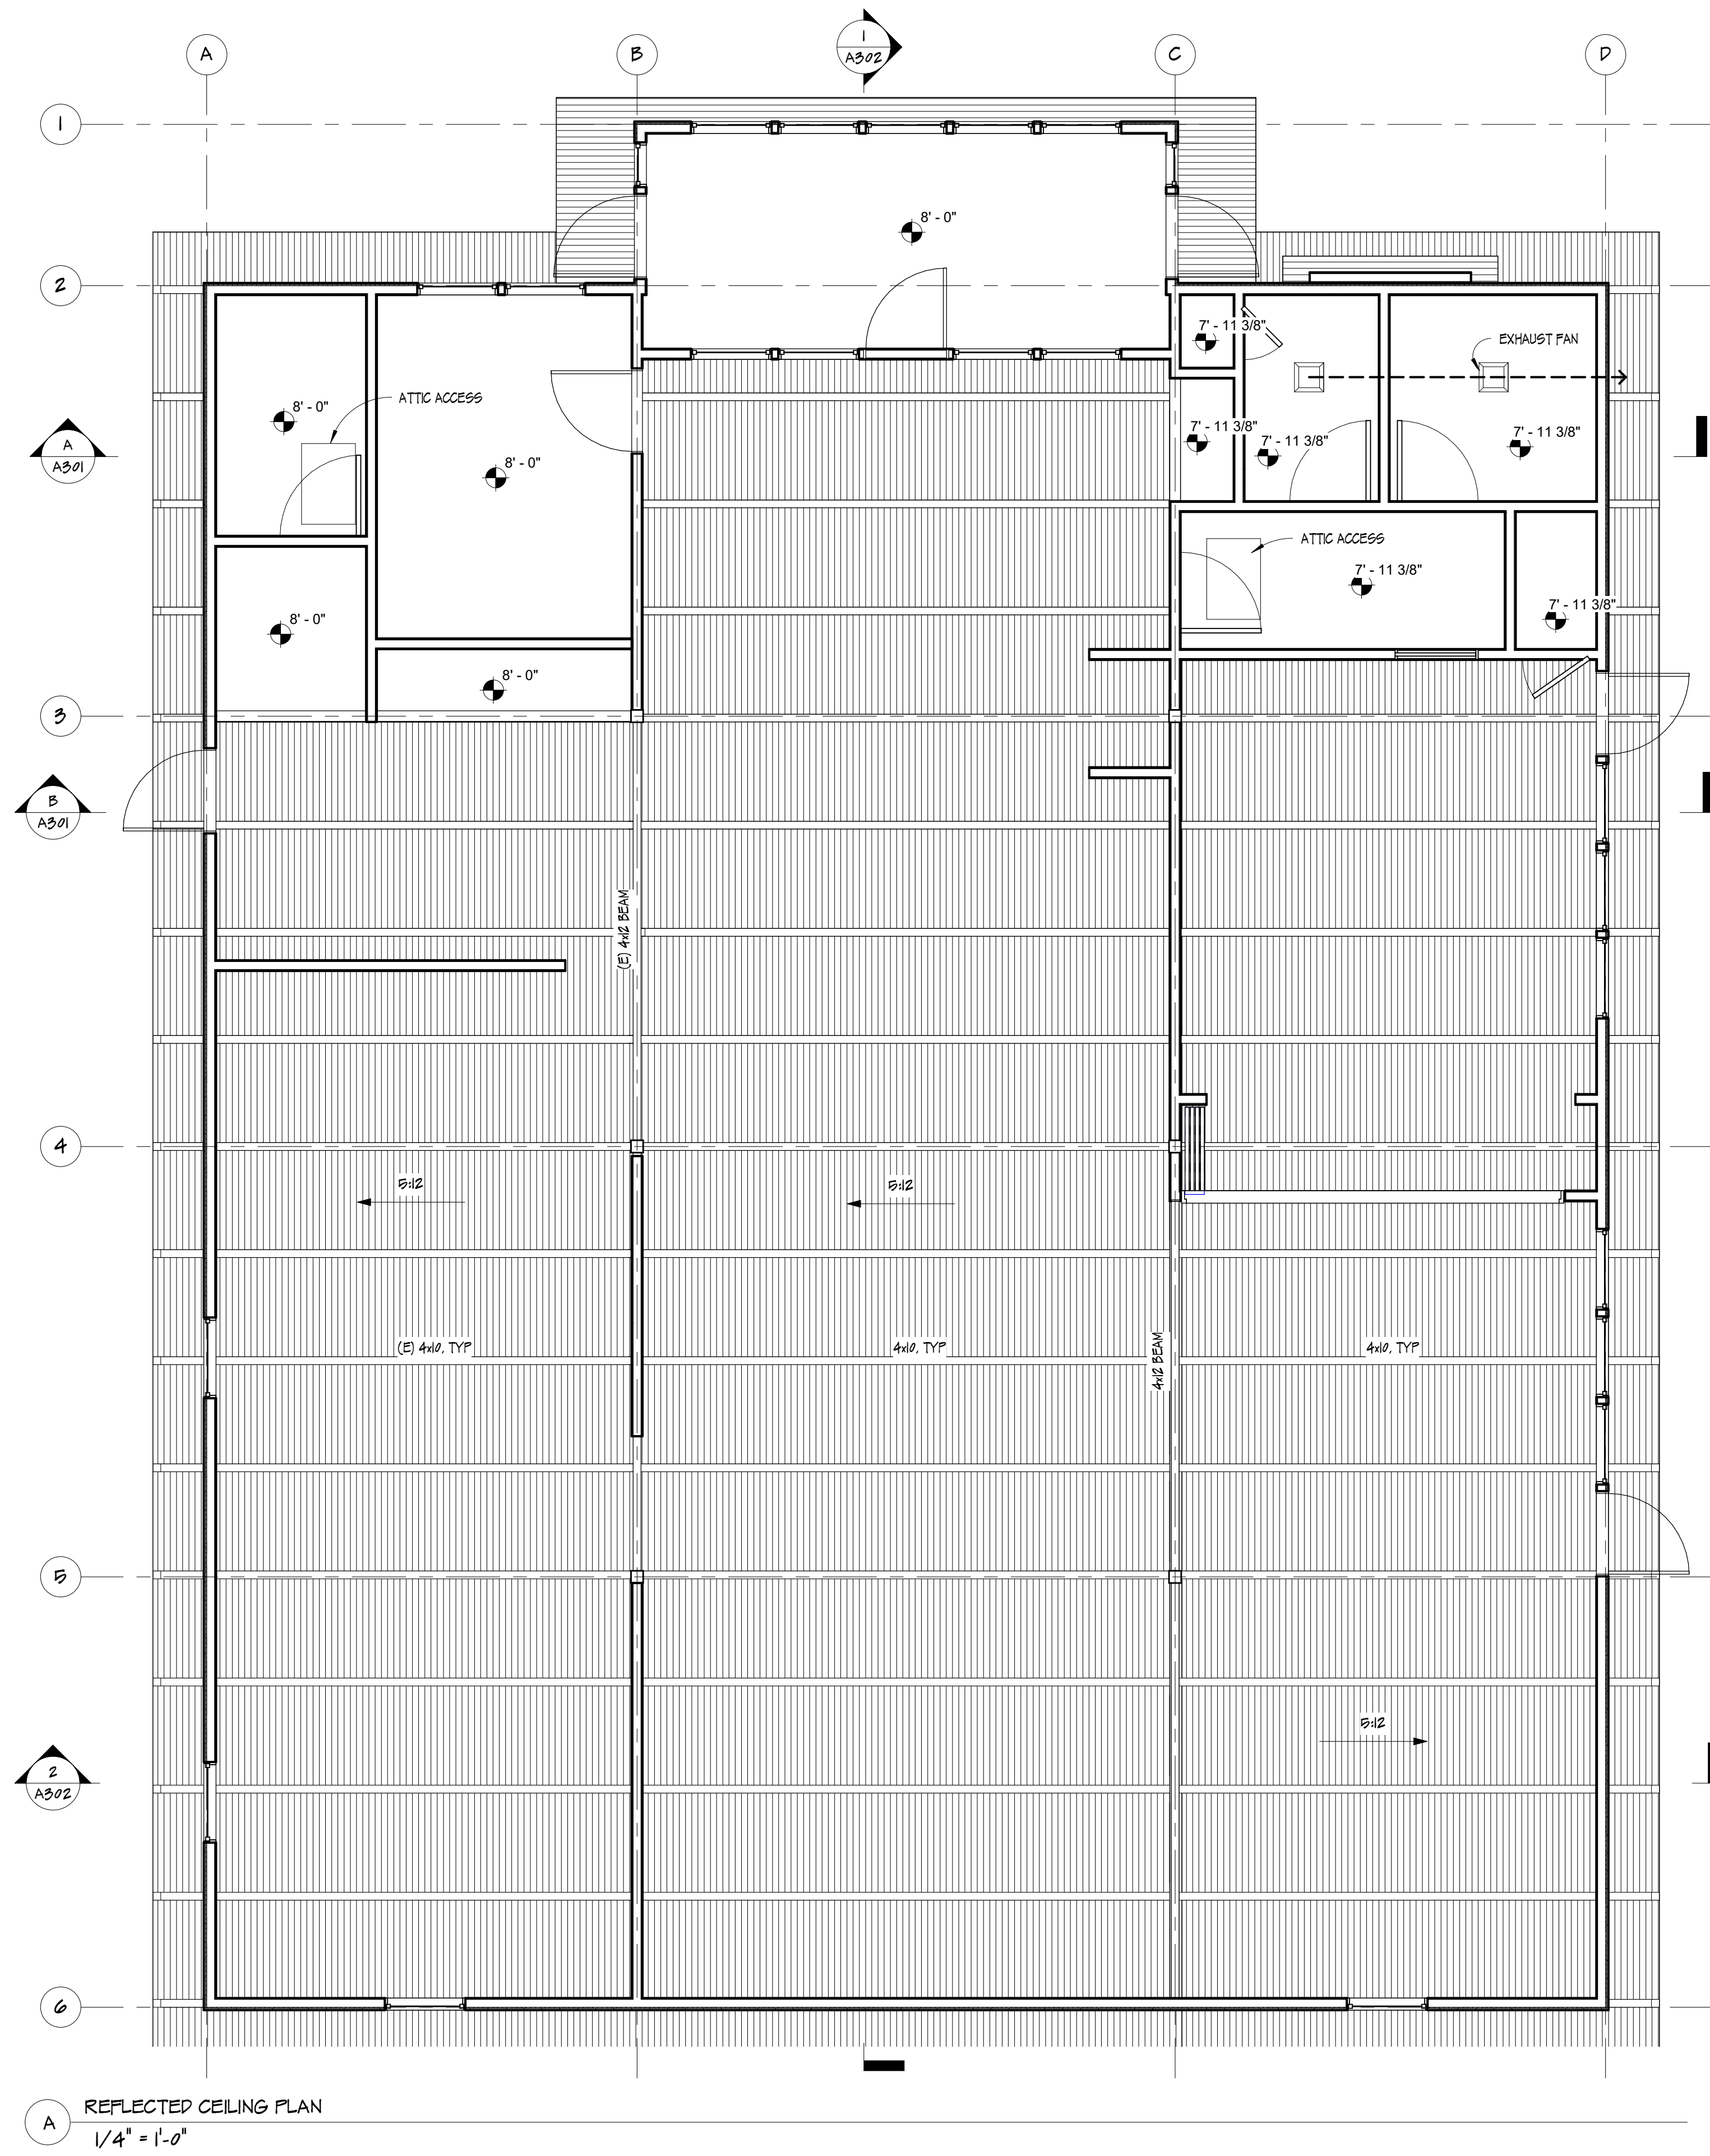 A
B
1
A302
C
D
1
8' - 0"
2
7' - 11 3/8"
EXHAUST FAN
ATTIC ACCESS
8' - 0"
7' - 11 3/8"
7' - 11 3/8"
7' - 11 3/8"
A
A301
8' - 0"
ATTIC ACCESS
7' - 11 3/8"
7' - 11 3/8"
8' - 0"
8' - 0"
3
B
A301
(E) 4x12 BEAM
4
5:12
5:12
(E) 4x10, TYP
4x10, TYP
4x12 BEAM
4x10, TYP
5
5:12
2
A302
6
A
REFLECTED CEILING PLAN
1/4" = 1'-0"